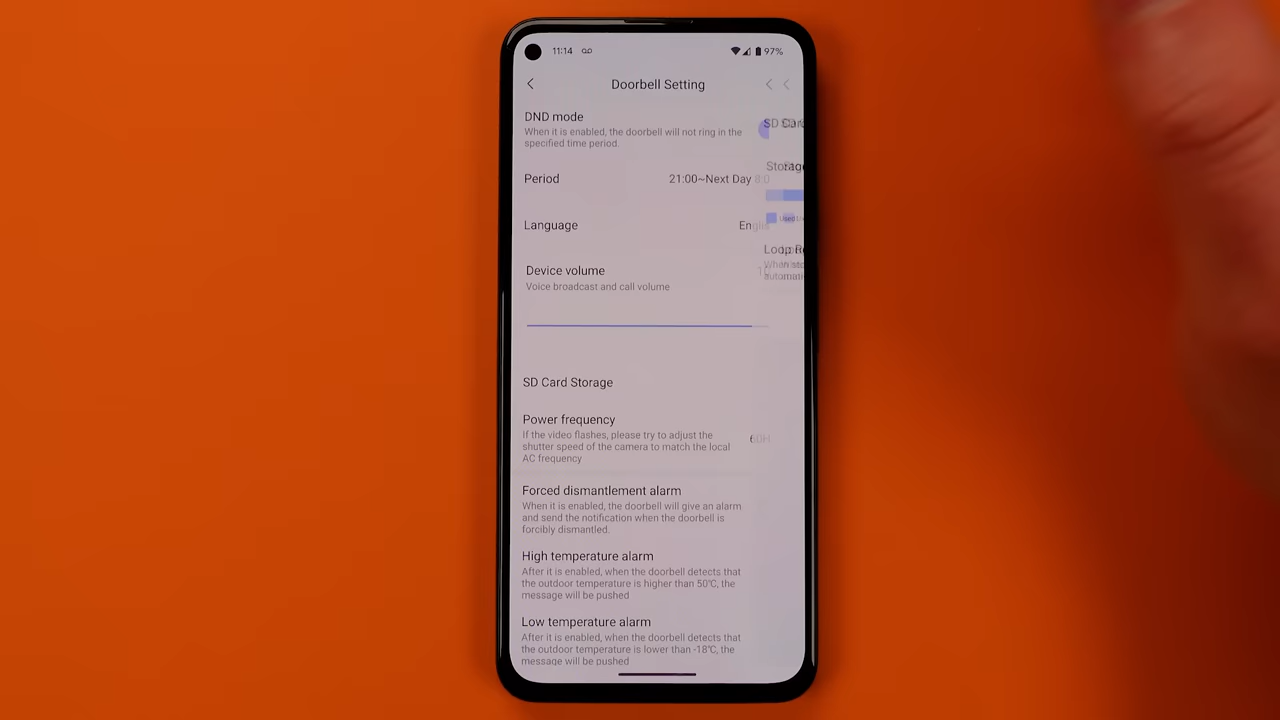 11:14
97%
Doorbell Setting
DND mode
When it is enabled, the doorbell will not ring in the
specified time period.
Period
21:00~Next Day 8:0
Language
Englis
Device volume
Voice broadcast and call volume
SD Card Storage
Power frequency
If the video flashes, please try to adjust the
shutter speed of the camera to match the local
AC frequency
60H
Forced dismantlement alarm
When it is enabled, the doorbell will give an alarm
and send the notification when the doorbell is
forcibly dismantled.
High temperature alarm
After it is enabled, when the doorbell detects that
the outdoor temperature is higher than 50℃, the
message will be pushed
Low temperature alarm
After it is enabled, when the doorbell detects that
the outdoor temperature is lower than -18℃, the
message will be pushed